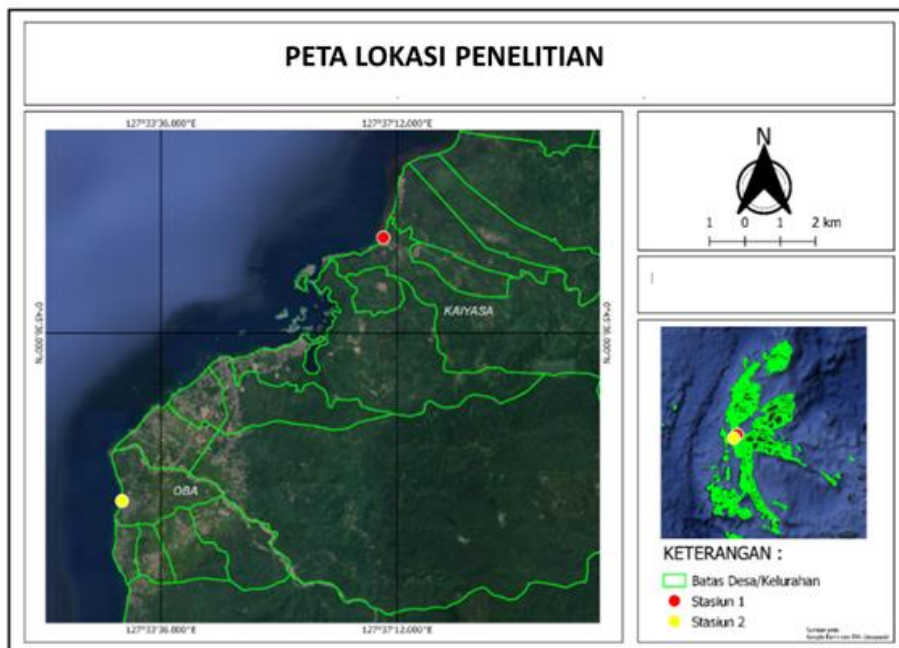 PETA LOKASI PENELITIAN
127°33'36.000"E 127°37'12.000"E
N
1 0 1 2 km
KAIYASA
0°45'36.000"N 0°45'36.000"N
OBA
127°33'36.000"E 127°37'12.000"E
KETERANGAN :
Batas Desa/Kelurahan
Stasiun 1
Stasiun 2